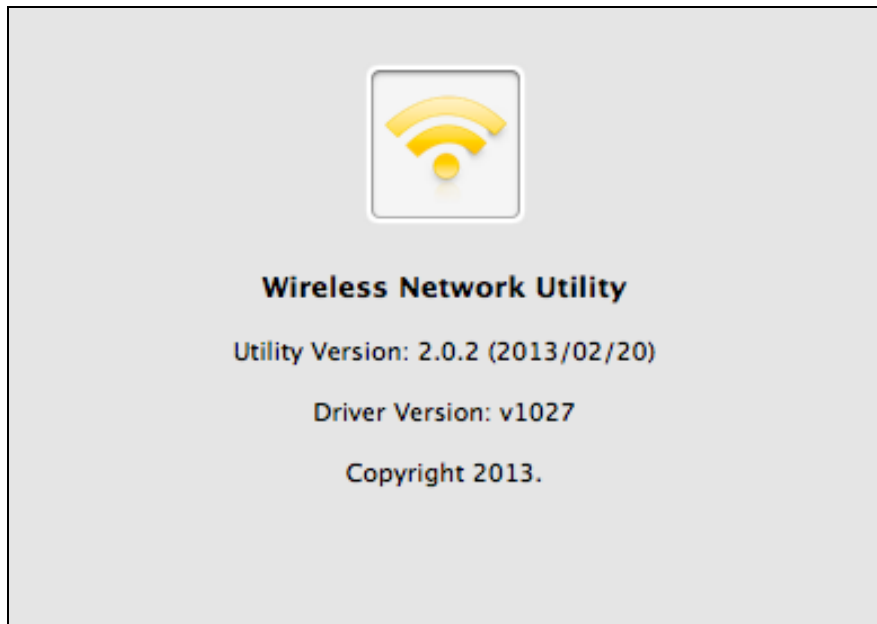 Wireless Network Utility
Utility Version: 2.0.2 (2013/02/20)
Driver Version: v1027
Copyright 2013.